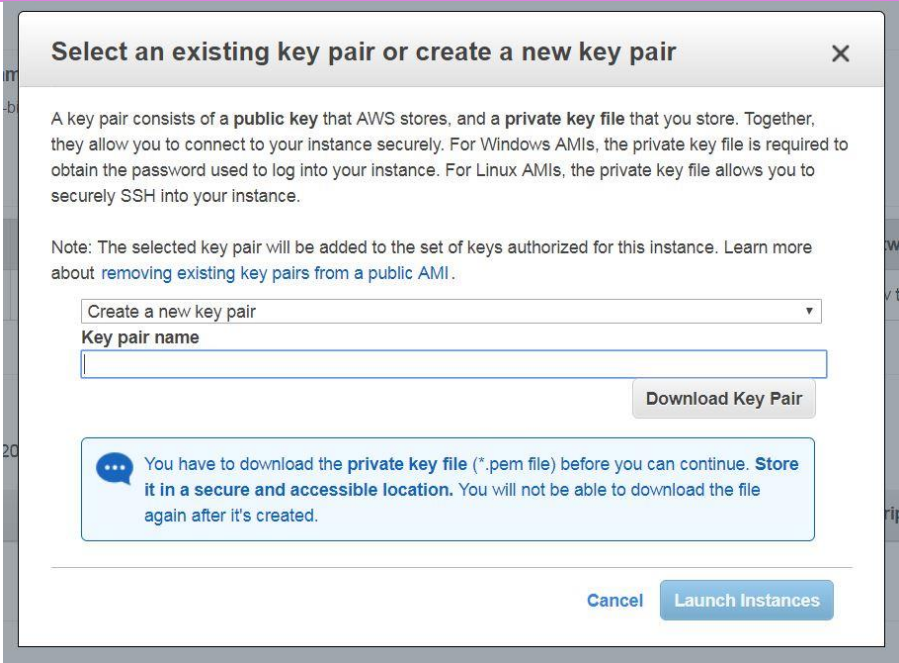 Select an existing key pair or create a new key pair
A key pair consists of a public key that AWS stores, and a private key file that you store. Together,
they allow you to connect to your instance securely. For Windows AMIs, the private key file is required to
obtain the password used to log into your instance. For Linux AMIs, the private key file allows you to
securely SSH into your instance.
Note: The selected key pair will be added to the set of keys authorized for this instance. Learn more
about removing existing key pairs from a public AMI.
Create a new key pair
Key pair name
Download Key Pair
You have to download the private key file (*.pem file) before you can continue. Store
it in a secure and accessible location. You will not be able to download the file
again after it's created.
Cancel Launch Instances